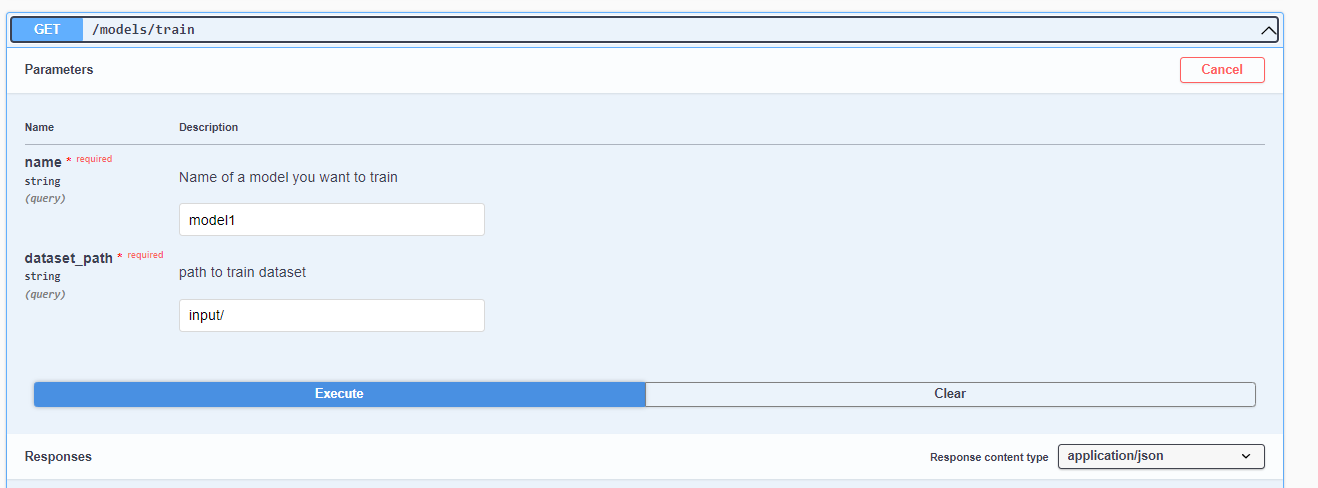 GET /models/train
Parameters Cancel
Name Description
name * required
string
(query)
Name of a model you want to train
model1
dataset_path * required
string
(query)
path to train dataset
input/
Execute Clear
Responses Response content type application/json